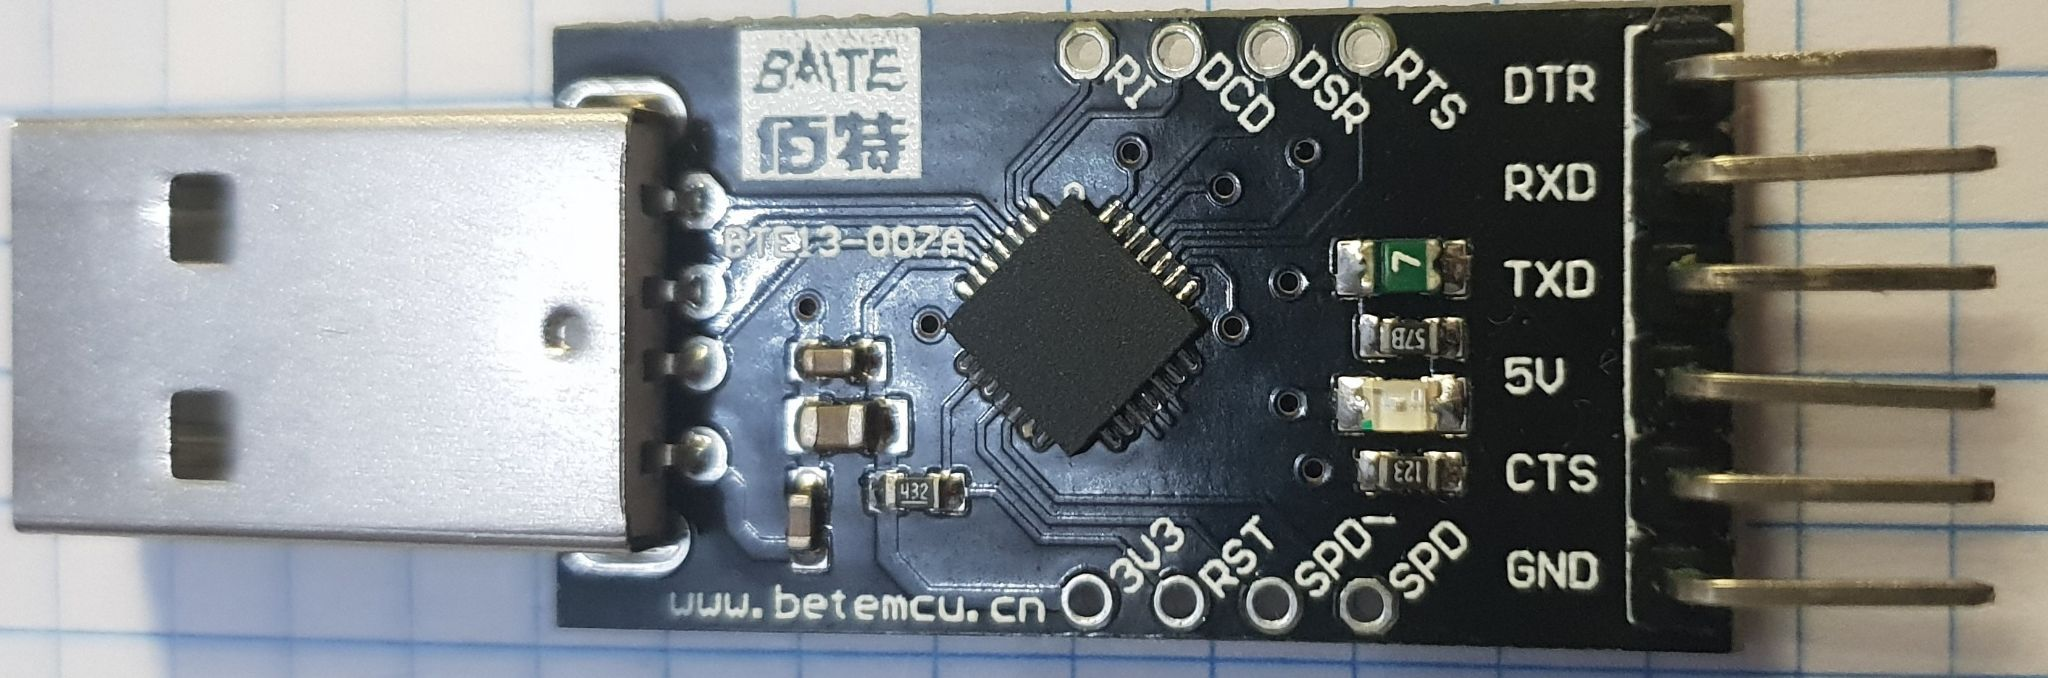 BAITE
佰特
BTE13-007A
RI
DCD
DSR
RTS
DTR
RXD
TXD
5V
CTS
GND
7
57B
123
432
3V3
RST
SPD\
SPD
www.betemcu.cn